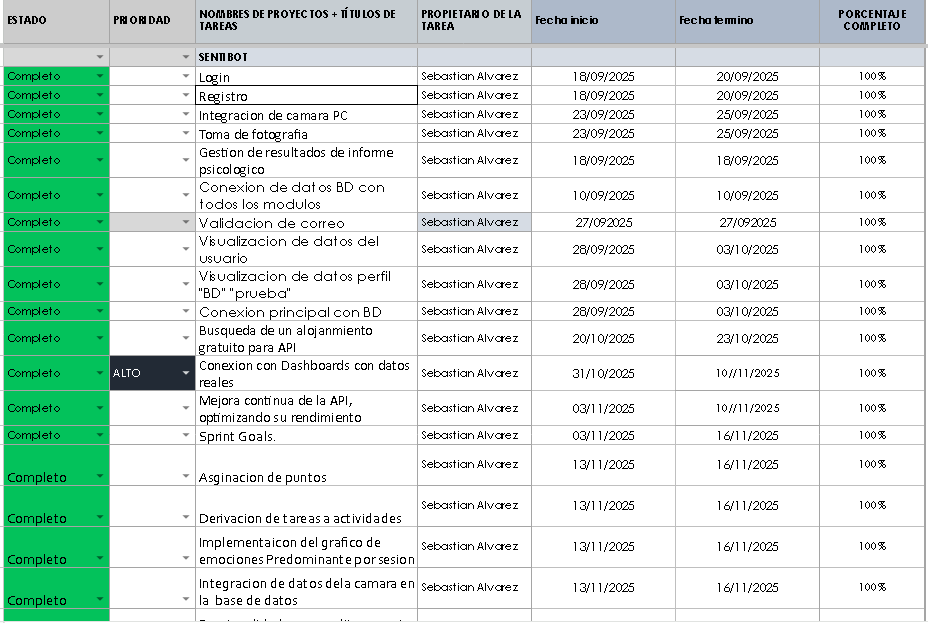 ESTADO PRIORIDAD NOMBRES DE PROYECTOS + TÍTULOS DE TAREAS PROPIETARIO DE LA TAREA Fecha inicio Fecha termino PORCENTAJE COMPLETO
SENTIBOT
Completo Login Sebastian Alvarez 18/09/2025 20/09/2025 100%
Completo Registro Sebastian Alvarez 18/09/2025 20/09/2025 100%
Completo Integracion de camara PC Sebastian Alvarez 23/09/2025 25/09/2025 100%
Completo Toma de fotografia Sebastian Alvarez 23/09/2025 25/09/2025 100%
Completo Gestion de resultados de informe psicologico Sebastian Alvarez 18/09/2025 18/09/2025 100%
Completo Conexion de datos BD con todos los modulos Sebastian Alvarez 10/09/2025 10/09/2025 100%
Completo Validacion de correo Sebastian Alvarez 27/092025 27/092025 100%
Completo Visualizacion de datos del usuario Sebastian Alvarez 28/09/2025 03/10/2025 100%
Completo Visualizacion de datos perfil "BD" "prueba" Sebastian Alvarez 28/09/2025 03/10/2025 100%
Completo Conexion principal con BD Sebastian Alvarez 28/09/2025 03/10/2025 100%
Completo Busqueda de un alojanmiento gratuito para API Sebastian Alvarez 20/10/2025 23/10/2025 100%
Completo ALTO Conexion con Dashboards con datos reales Sebastian Alvarez 31/10/2025 10//11/2025 100%
Completo Mejora continua de la API, optimizando su rendimiento Sebastian Alvarez 03/11/2025 10//11/2025 100%
Completo Sprint Goals. Sebastian Alvarez 03/11/2025 16/11/2025 100%
Completo Asginacion de puntos Sebastian Alvarez 13/11/2025 16/11/2025 100%
Completo Derivacion de tareas a actividades Sebastian Alvarez 13/11/2025 16/11/2025 100%
Completo Implementaicon del grafico de emociones Predominante por sesion Sebastian Alvarez 13/11/2025 16/11/2025 100%
Completo Integracion de datos dela camara en la base de datos Sebastian Alvarez 13/11/2025 16/11/2025 100%